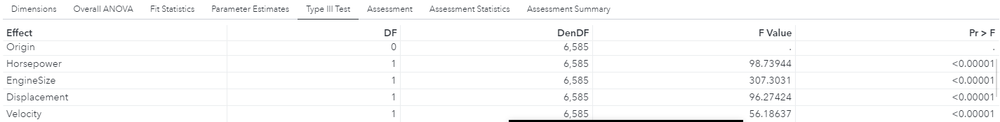 Dimensions Overall ANOVA Fit Statistics Parameter Estimates Type III Test Assessment Assessment Statistics Assessment Summary
Effect DF DenDF F Value Pr > F
Origin 0 6,585 . .
Horsepower 1 6,585 98.73944 <0.00001
EngineSize 1 6,585 307.3031 <0.00001
Displacement 1 6,585 96.27424 <0.00001
Velocity 1 6,585 56.18637 <0.00001